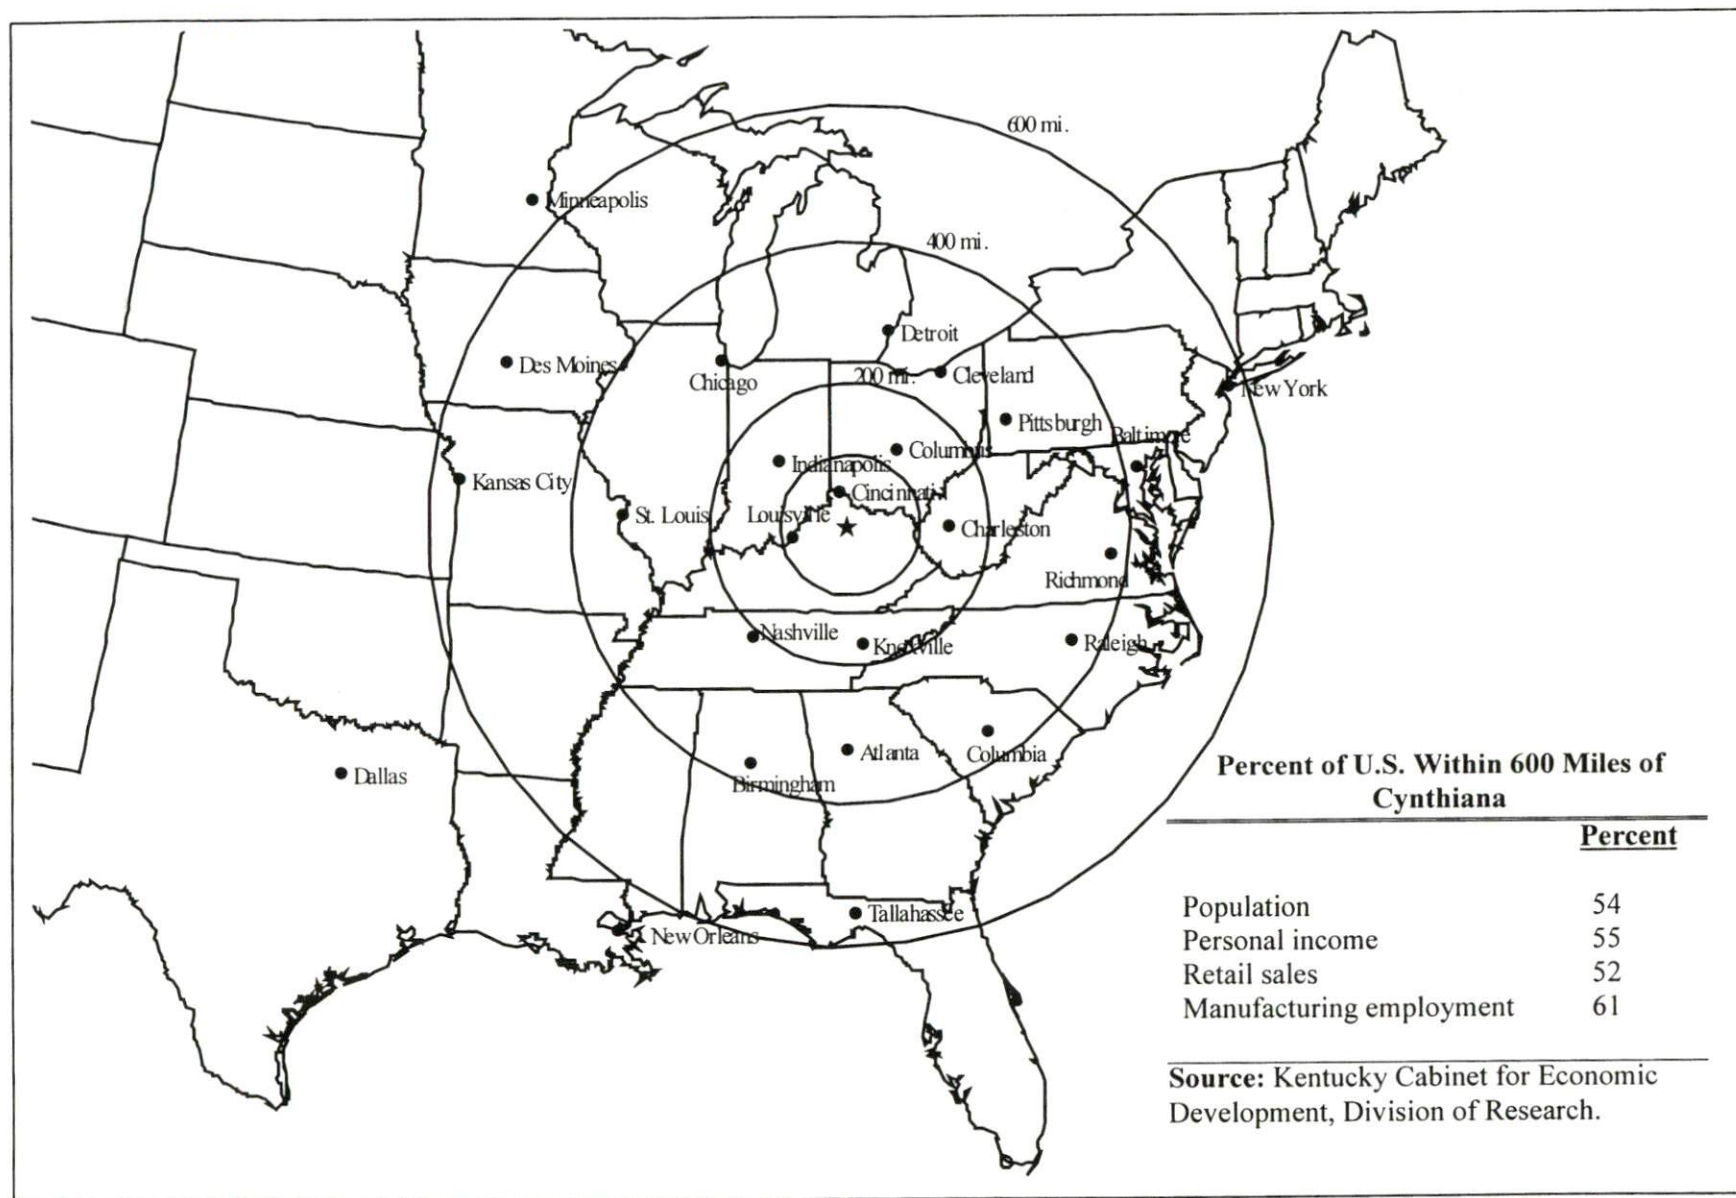 600 mi.
Minneapolis
400 mi.
Detroit
Des Moines
Chicago
200 mi.
Cleveland
New York
Pittsburgh
Baltimore
Columbus
Indianapolis
Kansas City
Cincinnati
St. Louis
Louisville
Charleston
Richmond
Nashville
Knoxville
Raleigh
Atlanta
Columbia
Dallas
Birmingham
Tallahassee
New Orleans
Percent of U.S. Within 600 Miles of
Cynthiana
Percent
Population 54
Personal income 55
Retail sales 52
Manufacturing employment 61
Source: Kentucky Cabinet for Economic
Development, Division of Research.